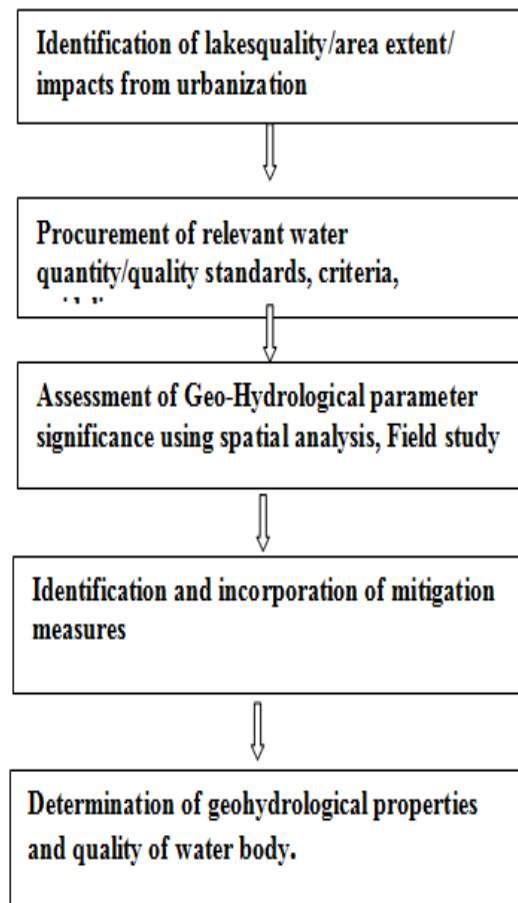 Identification of lakesquality/area extent/
impacts from urbanization
Procurement of relevant water
quantity/quality standards, criteria,
Assessment of Geo-Hydrological parameter
significance using spatial analysis, Field study
Identification and incorporation of mitigation
measures
Determination of geohydrological properties
and quality of water body.